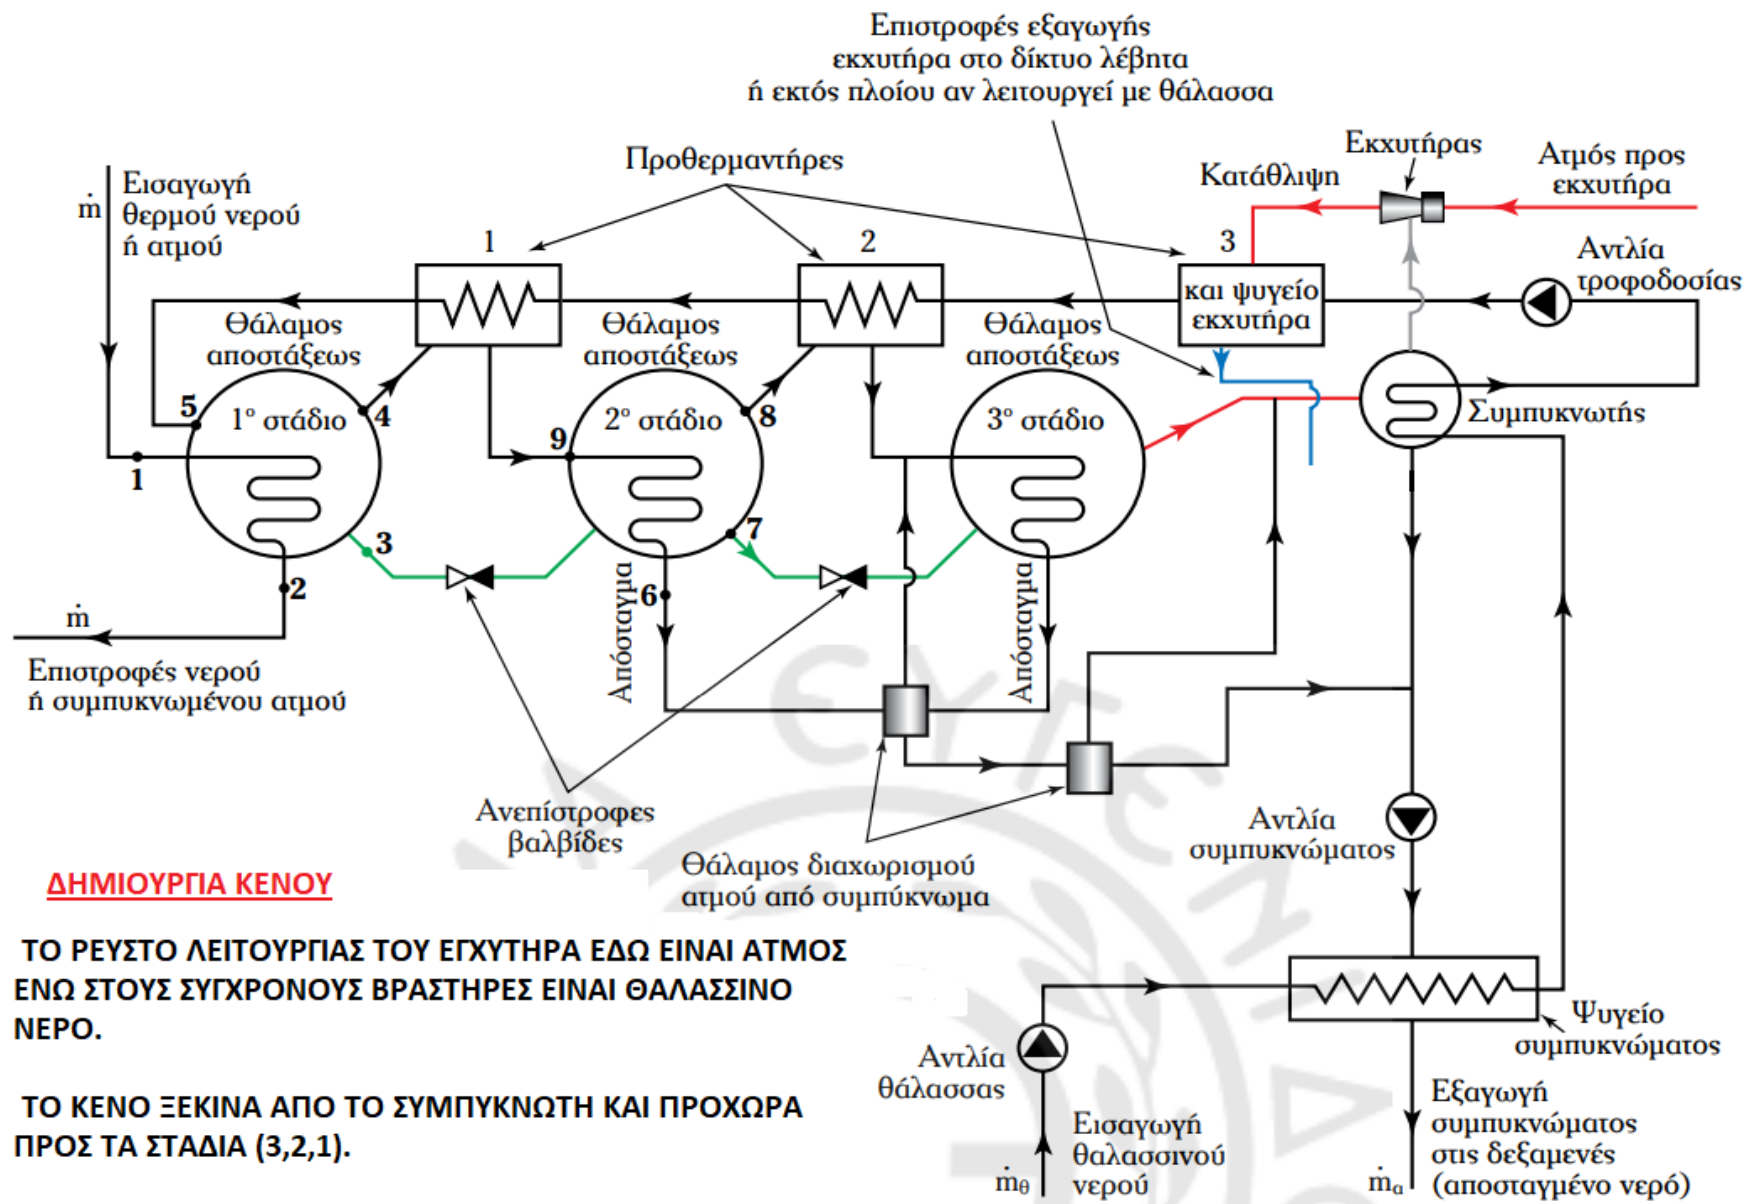 Επιστροφές εξαγωγής
εκχυτήρα στο δίκτυο λέβητα
ή εκτός πλοίου αν λειτουργεί με θάλασσα
Εκχυτήρας
Ατμός προς
εκχυτήρα
Προθερμαντήρες
Κατάθλιψη
ṁ
Εισαγωγή
θερμού νερού
ή ατμού
1
2
3
Αντλία
τροφοδοσίας
και ψυγείο
εκχυτήρα
Θάλαμος
αποστάξεως
Θάλαμος
αποστάξεως
Θάλαμος
αποστάξεως
5
1° στάδιο
4
9
2° στάδιο
8
3° στάδιο
Συμπυκνωτής
1
3
7
2
6
Απόσταγμα
Απόσταγμα
ṁ
Επιστροφές νερού
ή συμπυκνωμένου ατμού
Ανεπίστροφες
βαλβίδες
Θάλαμος διαχωρισμού
ατμού από συμπύκνωμα
Αντλία
συμπυκνώματος
ΔΗΜΙΟΥΡΓΙΑ ΚΕΝΟΥ
ΤΟ ΡΕΥΣΤΟ ΛΕΙΤΟΥΡΓΙΑΣ ΤΟΥ ΕΓΧΥΤΗΡΑ ΕΔΩ ΕΙΝΑΙ ΑΤΜΟΣ
ΕΝΩ ΣΤΟΥΣ ΣΥΓΧΡΟΝΟΥΣ ΒΡΑΣΤΗΡΕΣ ΕΙΝΑΙ ΘΑΛΑΣΣΙΝΟ
ΝΕΡΟ.
ΤΟ ΚΕΝΟ ΞΕΚΙΝΑ ΑΠΟ ΤΟ ΣΥΜΠΥΚΝΩΤΗ ΚΑΙ ΠΡΟΧΩΡΑ
ΠΡΟΣ ΤΑ ΣΤΑΔΙΑ (3,2,1).
Αντλία
θάλασσας
Ψυγείο
συμπυκνώματος
Εισαγωγή
θαλασσινού
νερού
ṁθ
Εξαγωγή
συμπυκνώματος
στις δεξαμενές
(αποσταγμένο νερό)
ṁα